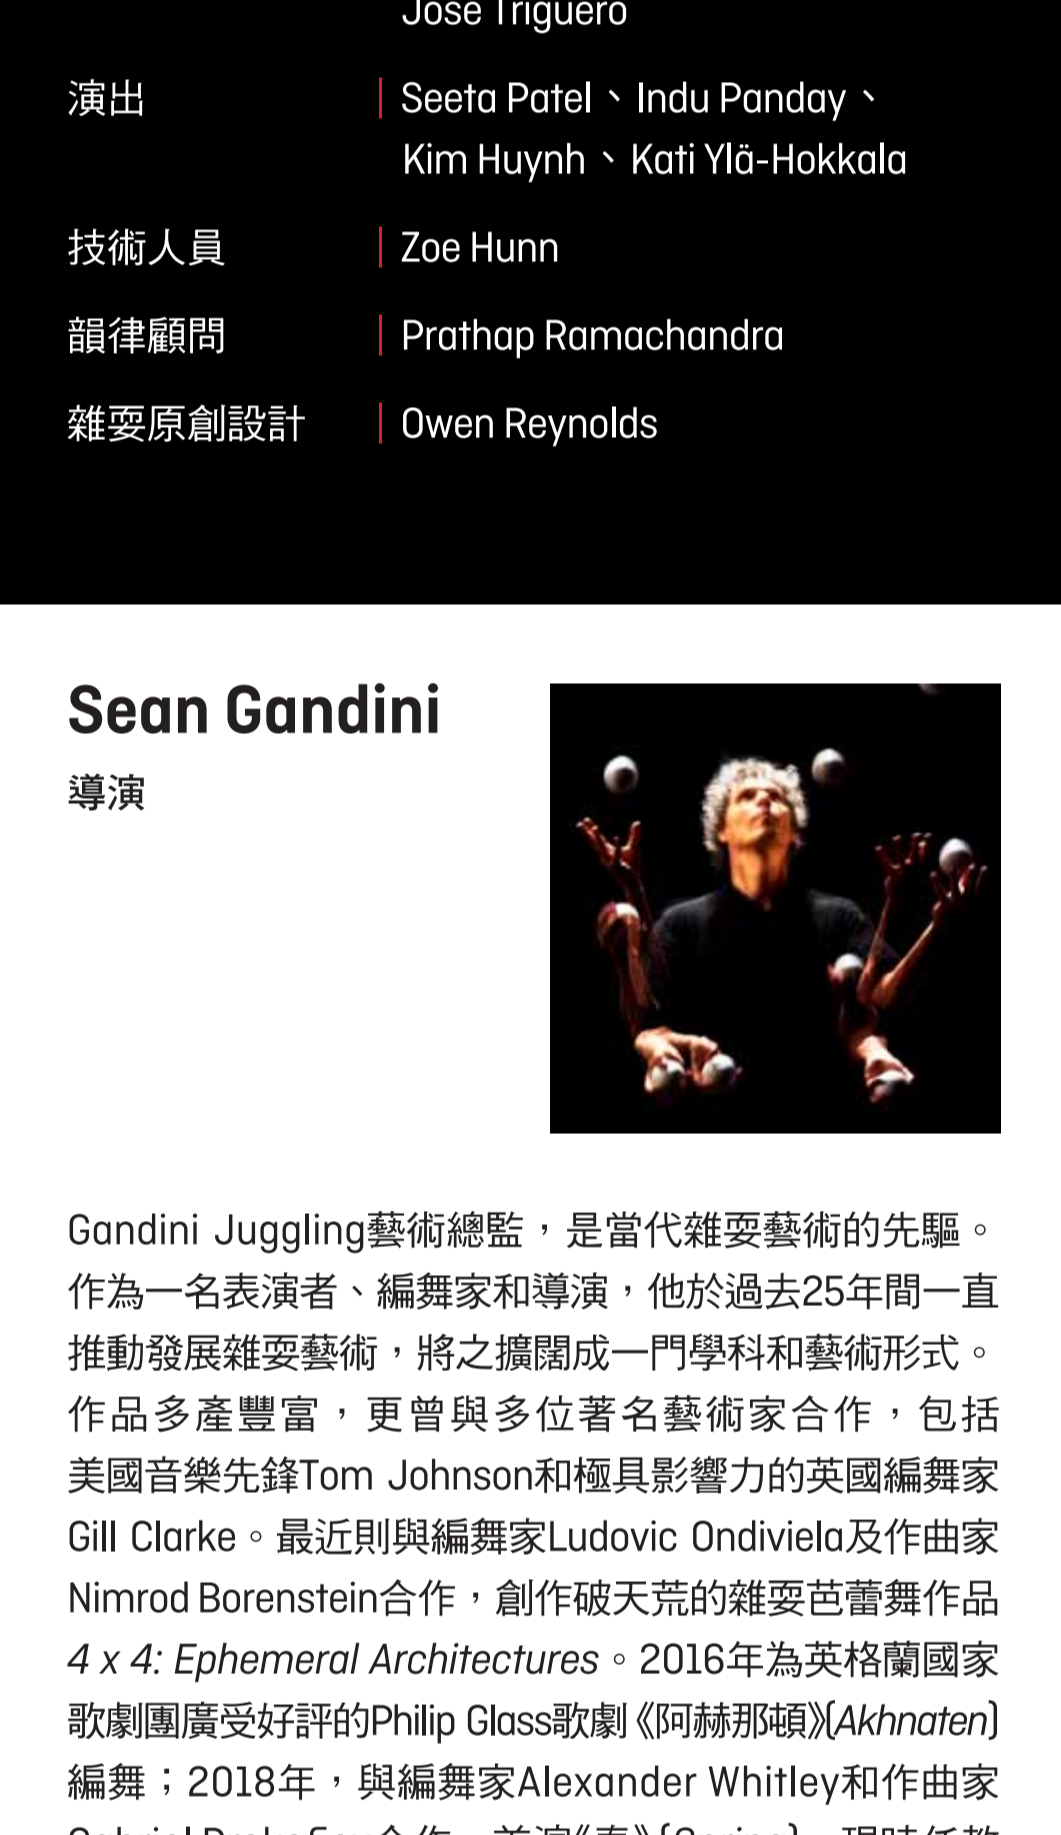 José Triguero
演出 Seeta Patel、Indu Panday、
Kim Huynh、Kati Ylä-Hokkala
技術人員 Zoe Hunn
韻律顧問 Prathap Ramachandra
雜耍原創設計 Owen Reynolds
Sean Gandini
導演
Gandini Juggling藝術總監，是當代雜耍藝術的先驅。
作為一名表演者、編舞家和導演，他於過去25年間一直
推動發展雜耍藝術，將之擴闊成一門學科和藝術形式。
作品多產豐富，更曾與多位著名藝術家合作，包括
美國音樂先鋒Tom Johnson和極具影響力的英國編舞家
Gill Clarke。最近則與編舞家Ludovic Ondiviela及作曲家
Nimrod Borenstein合作，創作破天荒的雜耍芭蕾舞作品
4 x 4: Ephemeral Architectures。2016年為英格蘭國家
歌劇團廣受好評的Philip Glass歌劇《阿赫那頓》(Akhnaten)
編舞；2018年，與編舞家Alexander Whitley和作曲家